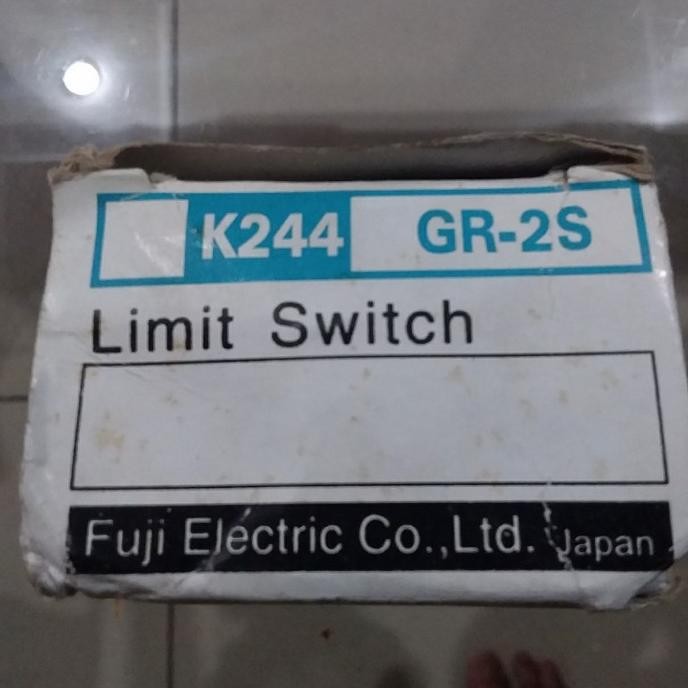 K244 GR-2S
Limit Switch
Fuji Electric Co.,Ltd. Japan